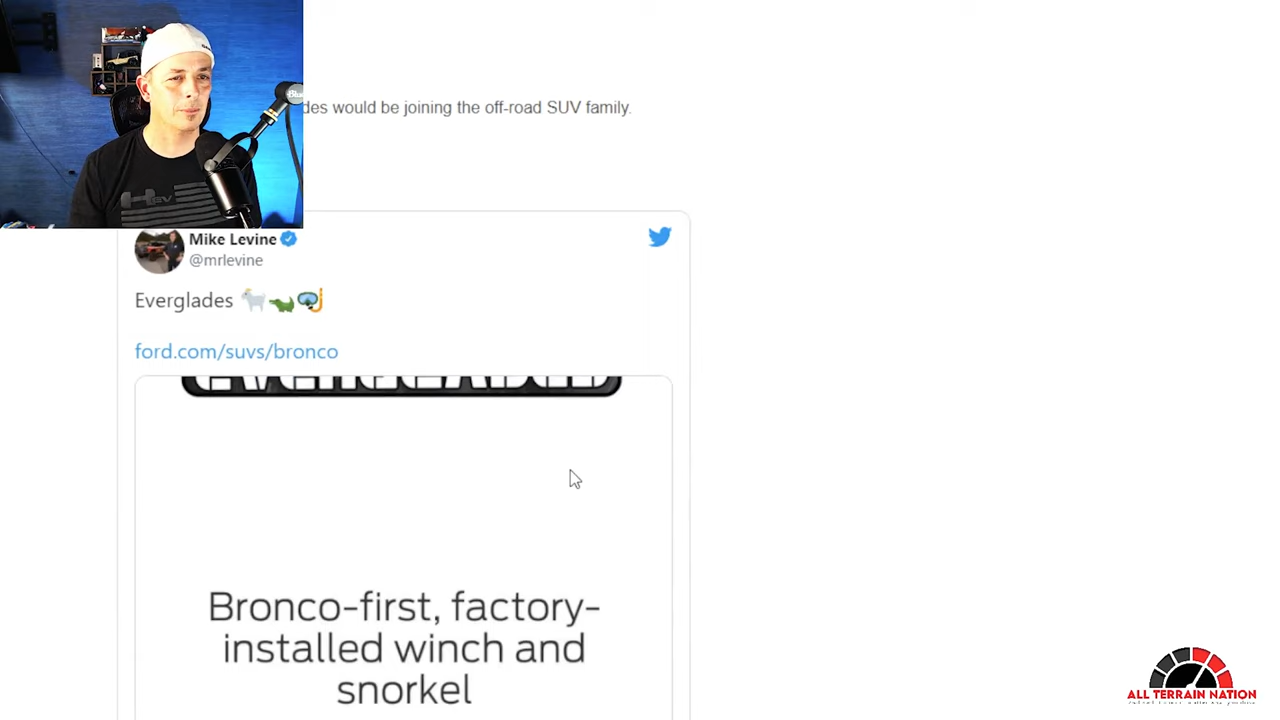 des would be joining the off-road SUV family.
Mike Levine
@mrlevine
Everglades
ford.com/suvs/bronco
Bronco-first, factory-
installed winch and
snorkel
ALL TERRAIN NATION